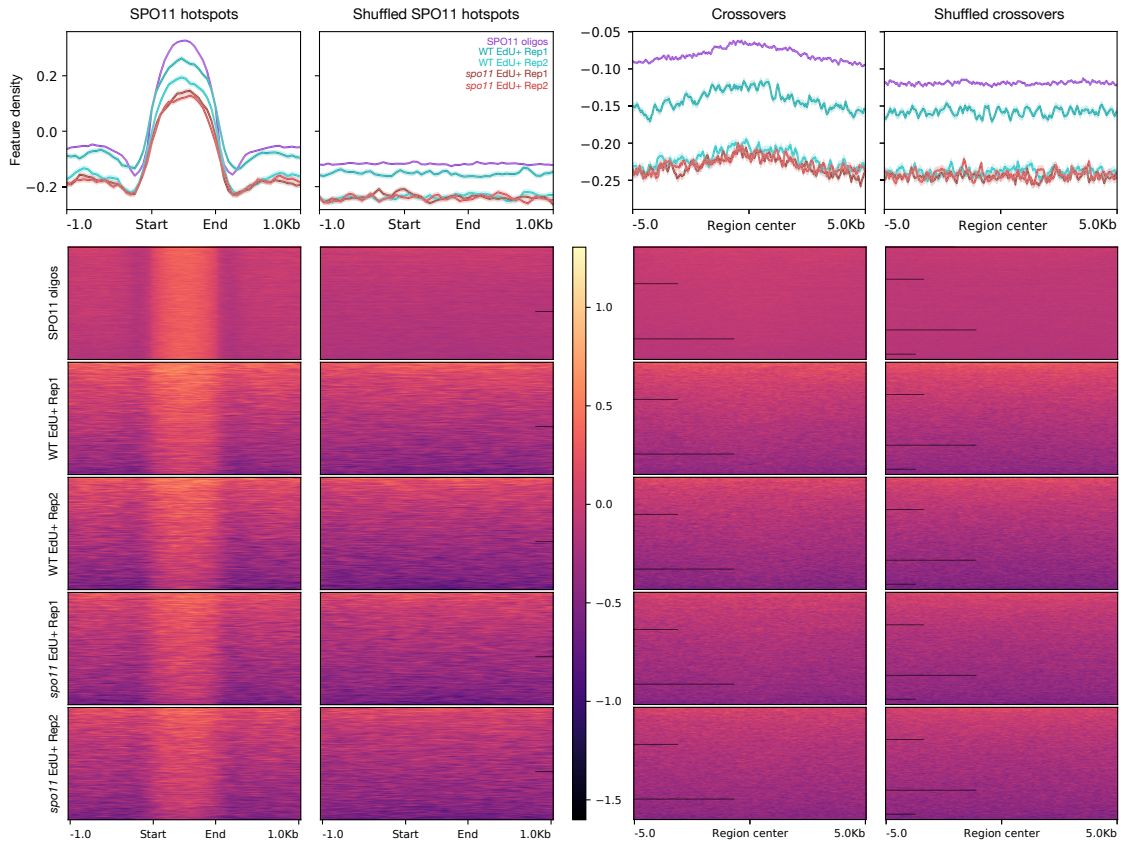 SPO11 hotspots
Shuffled SPO11 hotspots
Crossovers
Shuffled crossovers
Feature density
0.2
0.0
−0.2
-1.0 Start End 1.0Kb
SPO11 oligos
WT EdU+ Rep1
WT EdU+ Rep2
spo11 EdU+ Rep1
spo11 EdU+ Rep2
-1.0 Start End 1.0Kb
−0.05
−0.10
−0.15
−0.20
−0.25
-5.0 Region center 5.0Kb
-5.0 Region center 5.0Kb
SPO11 oligos
WT EdU+ Rep1
WT EdU+ Rep2
spo11 EdU+ Rep1
spo11 EdU+ Rep2
1.0
0.5
0.0
−0.5
−1.0
−1.5
-1.0 Start End 1.0Kb
-1.0 Start End 1.0Kb
-5.0 Region center 5.0Kb
-5.0 Region center 5.0Kb